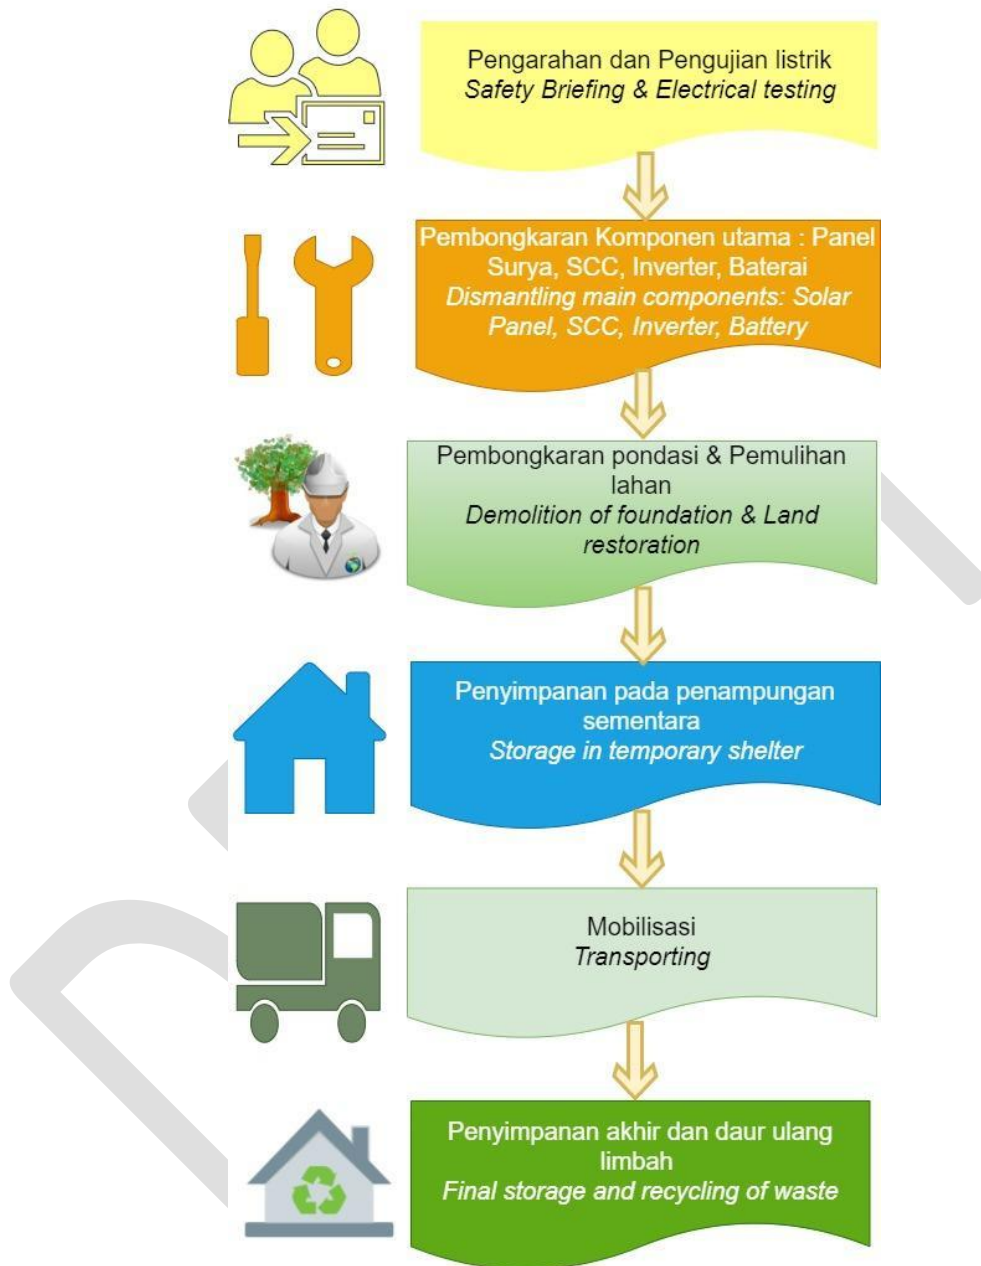 Pengarahan dan Pengujian listrik
Safety Briefing & Electrical testing
Pembongkaran Komponen utama : Panel
Surya, SCC, Inverter, Baterai
Dismantling main components: Solar
Panel, SCC, Inverter, Battery
Pembongkaran pondasi & Pemulihan
lahan
Demolition of foundation & Land
restoration
Penyimpanan pada penampungan
sementara
Storage in temporary shelter
Mobilisasi
Transporting
Penyimpanan akhir dan daur ulang
limbah
Final storage and recycling of waste